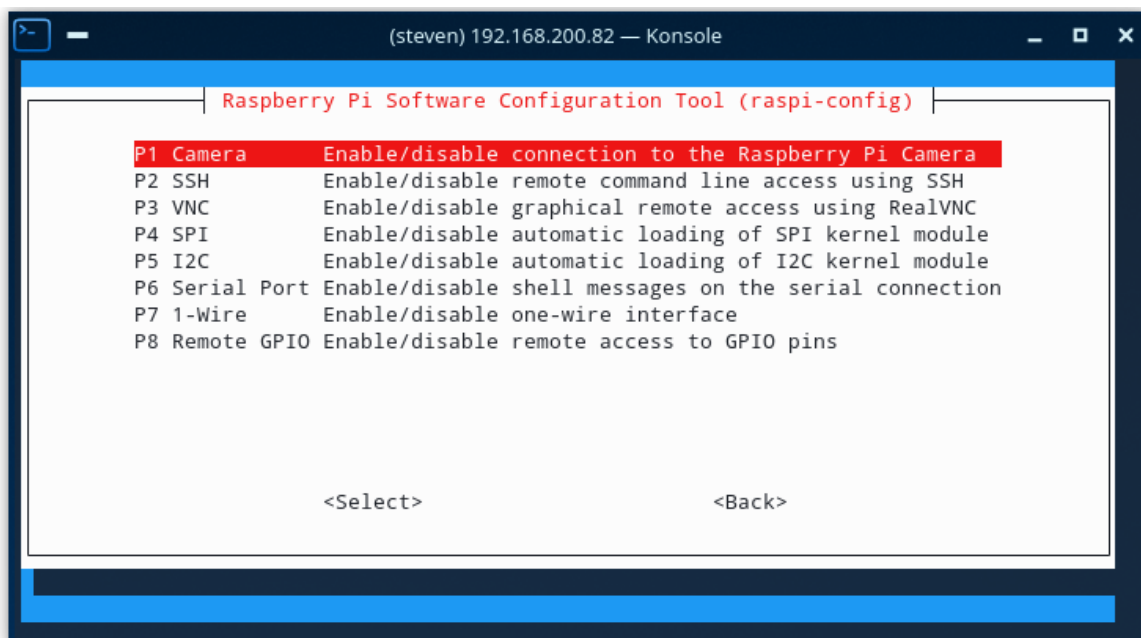 (steven) 192.168.200.82 — Konsole
Raspberry Pi Software Configuration Tool (raspi-config)
P1 Camera Enable/disable connection to the Raspberry Pi Camera
P2 SSH Enable/disable remote command line access using SSH
P3 VNC Enable/disable graphical remote access using RealVNC
P4 SPI Enable/disable automatic loading of SPI kernel module
P5 I2C Enable/disable automatic loading of I2C kernel module
P6 Serial Port Enable/disable shell messages on the serial connection
P7 1-Wire Enable/disable one-wire interface
P8 Remote GPIO Enable/disable remote access to GPIO pins
<Select> <Back>